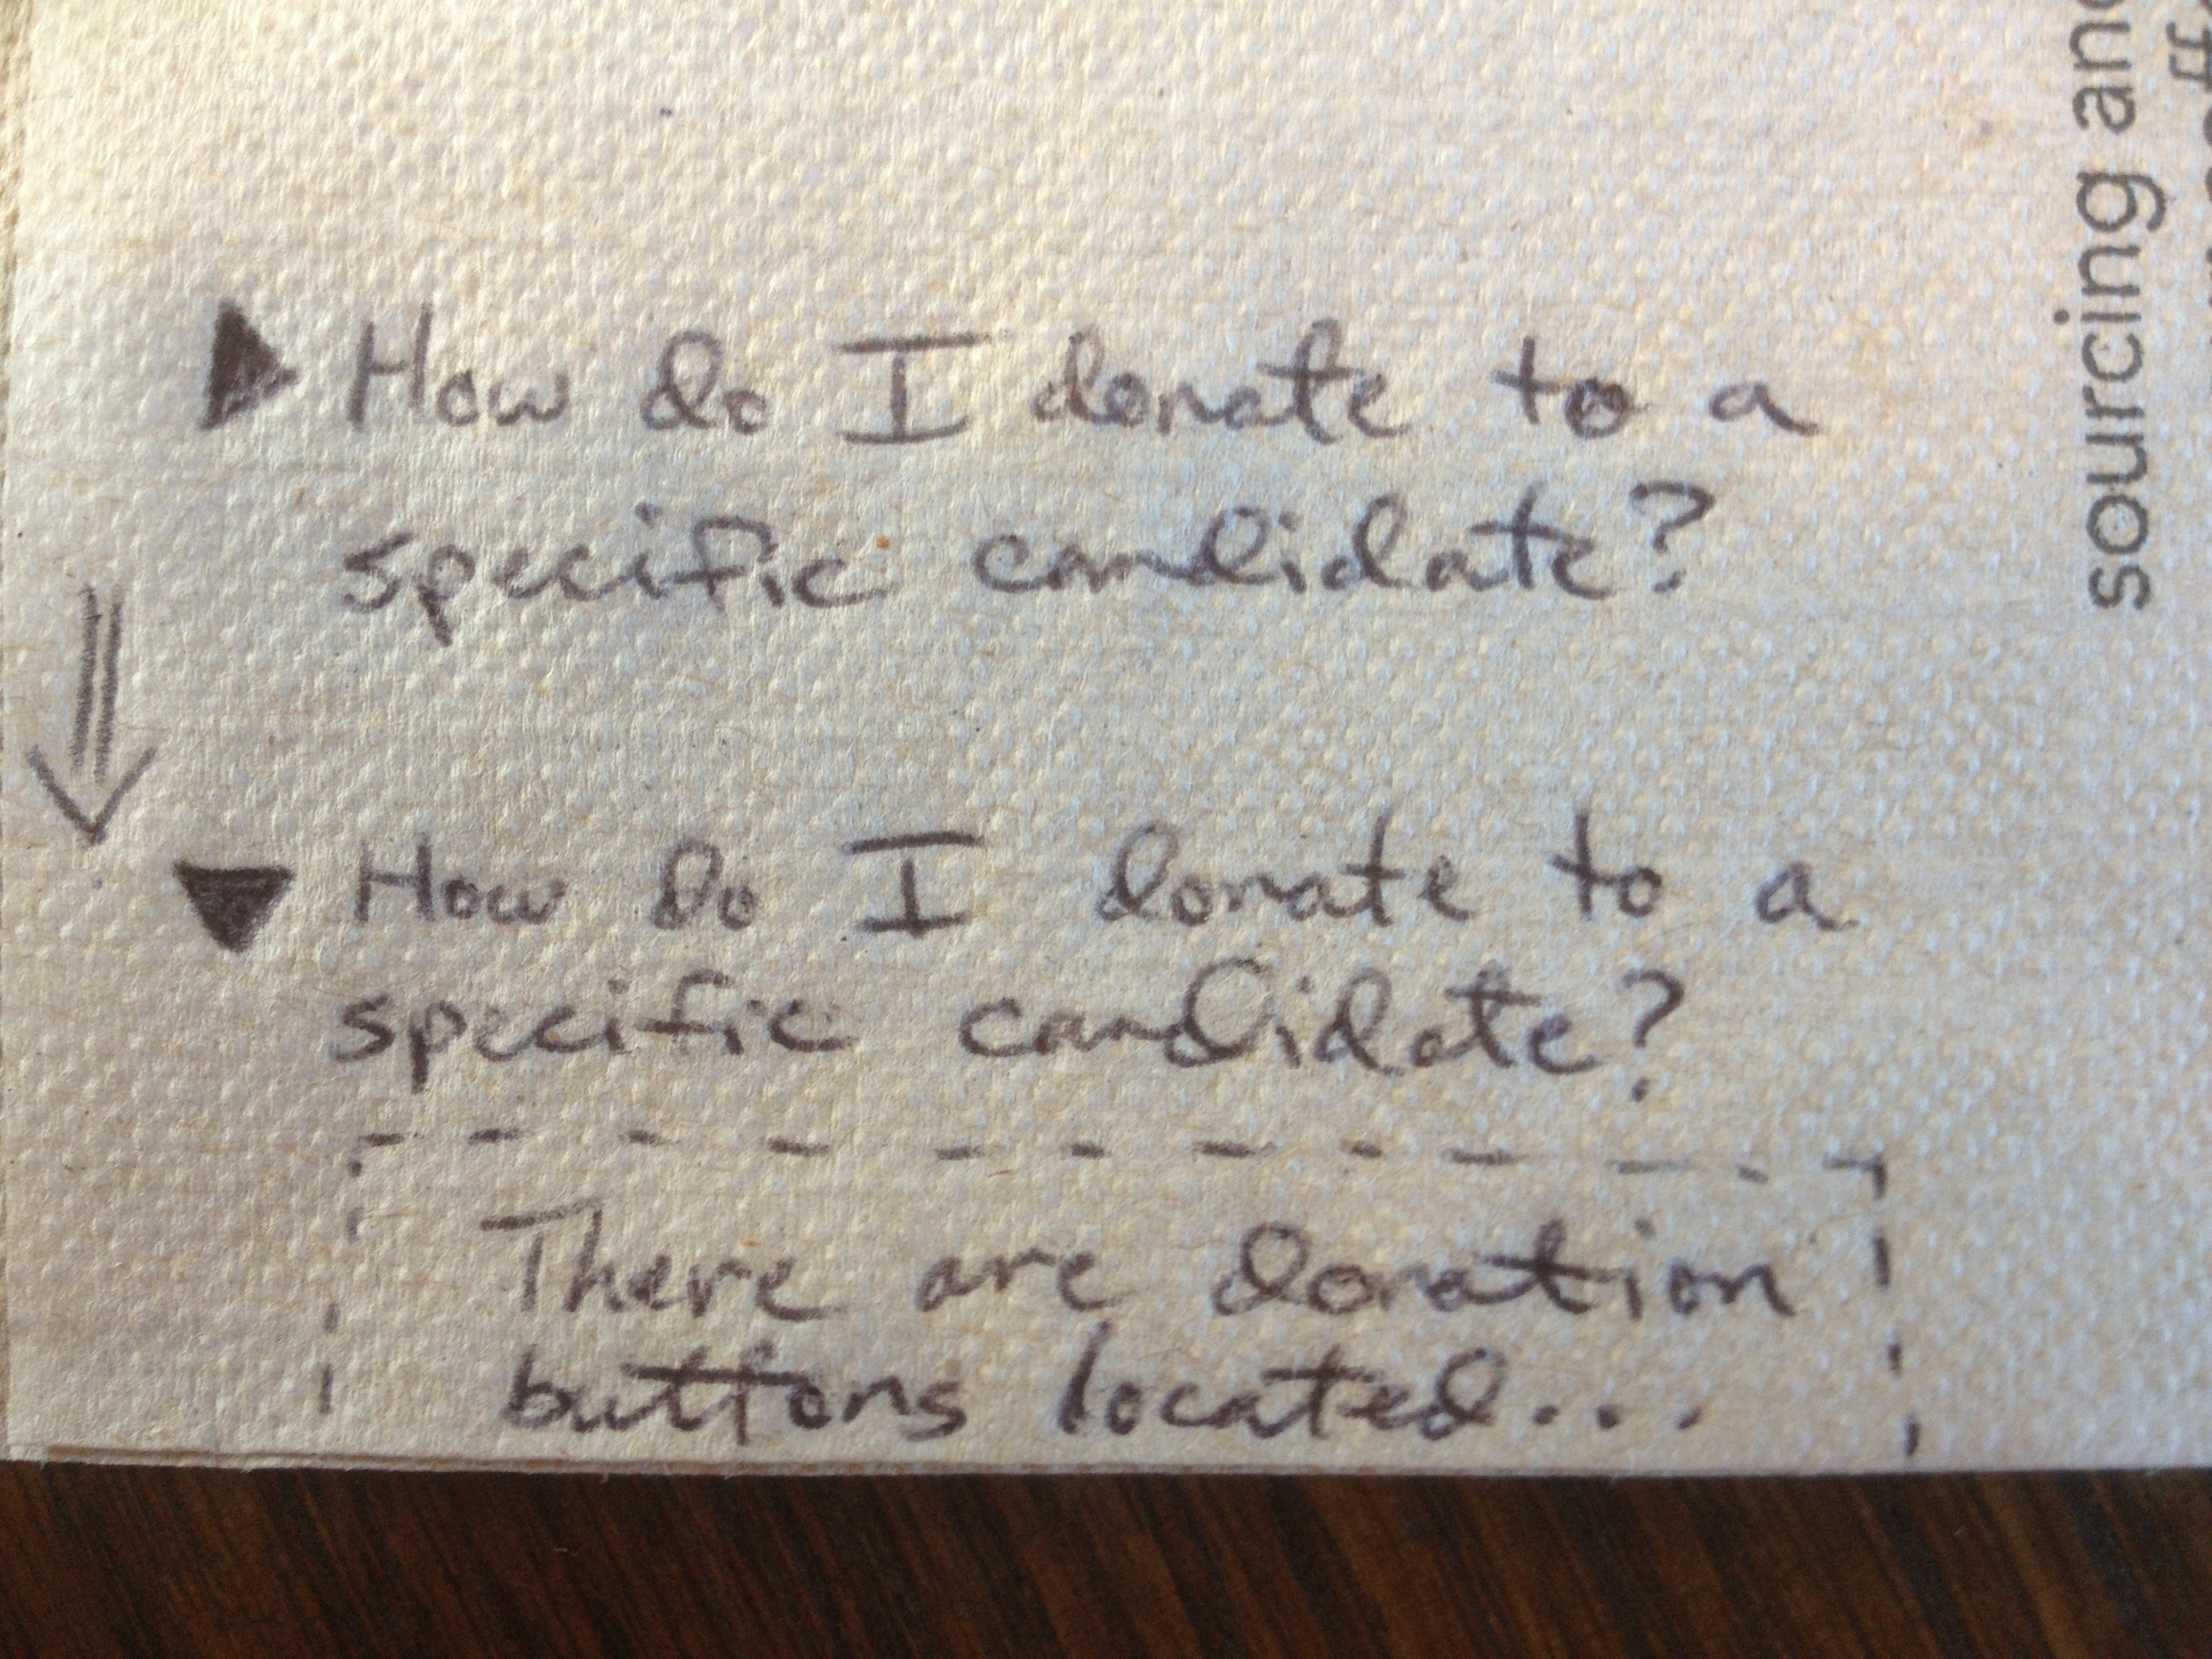 ▶ How do I donate to a
specific candidate?
▼ How do I donate to a
specific candidate?
There are donation
buttons located...
sourcing and